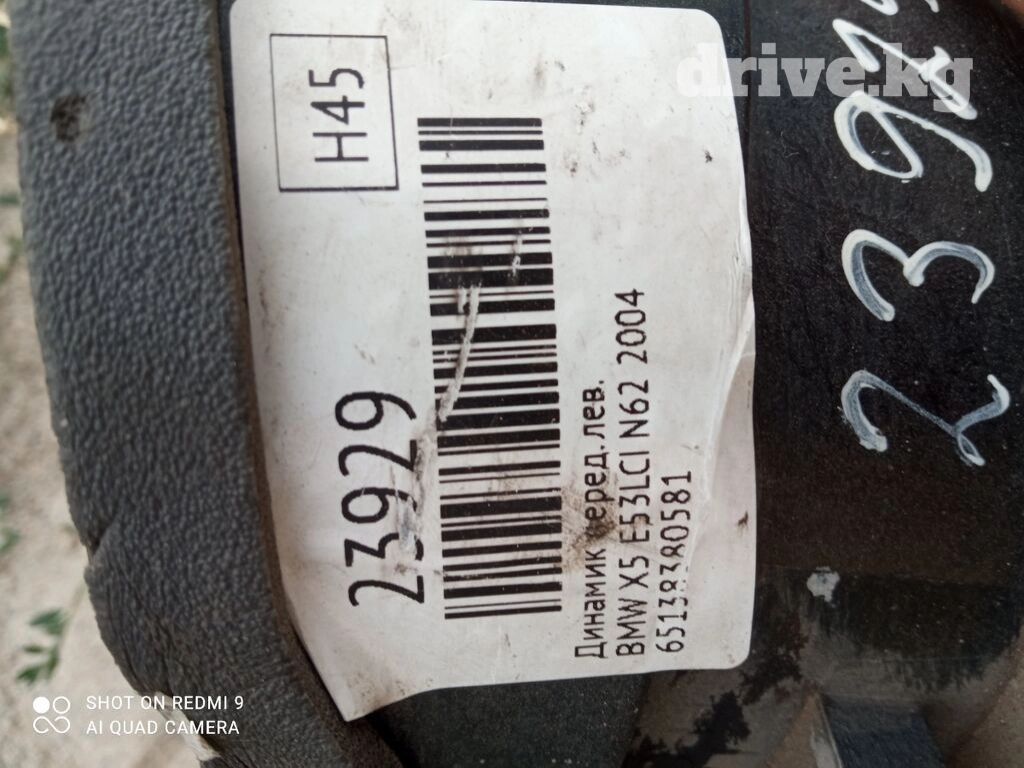 H45
23929
Динамик перед. лев.
BMW X5 E53LCI N62 2004
65138380581
drive.kg
SHOT ON REDMI 9
AI QUAD CAMERA